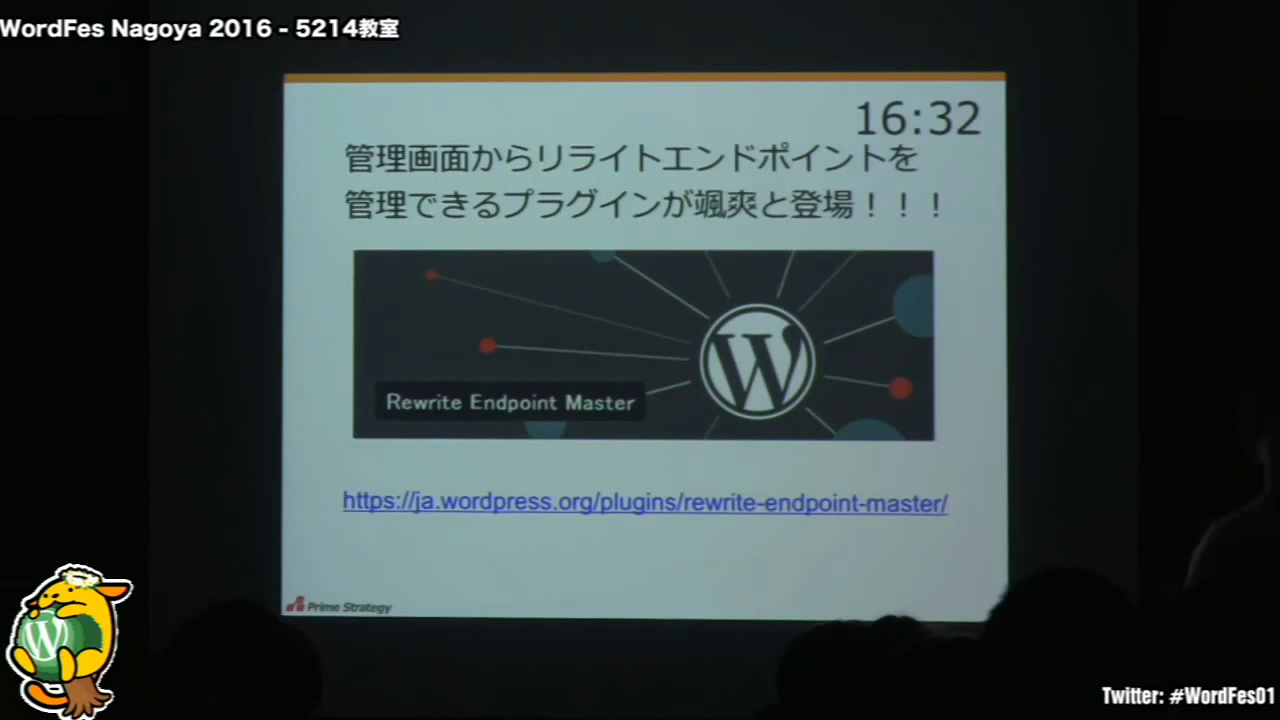 WordFes Nagoya 2016 - 5214教室
16:32
管理画面からリライトエンドポイントを
管理できるプラグインが颯爽と登場！！！
Rewrite Endpoint Master
https://ja.wordpress.org/plugins/rewrite-endpoint-master/
Prime Strategy
Twitter: #WordFes01